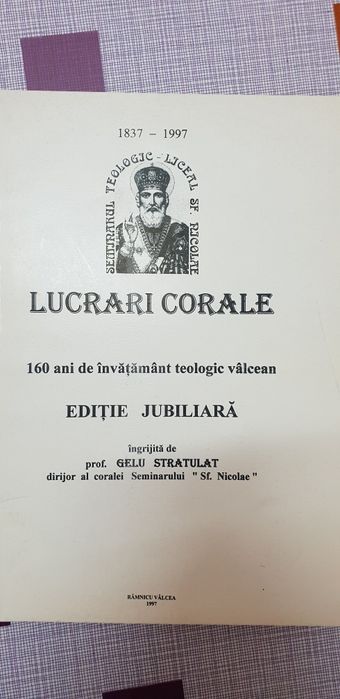 1837 - 1997
SEMINARUL TEOLOGIC - LICEAL SF. NICOLAE
LUCRARI CORALE
160 ani de învățământ teologic vâlcean
EDIȚIE JUBILIARĂ
îngrijită de
prof. GELU STRATULAT
dirijor al coralei Seminarului " Sf. Nicolae "
RÂMNICU VÂLCEA
1997